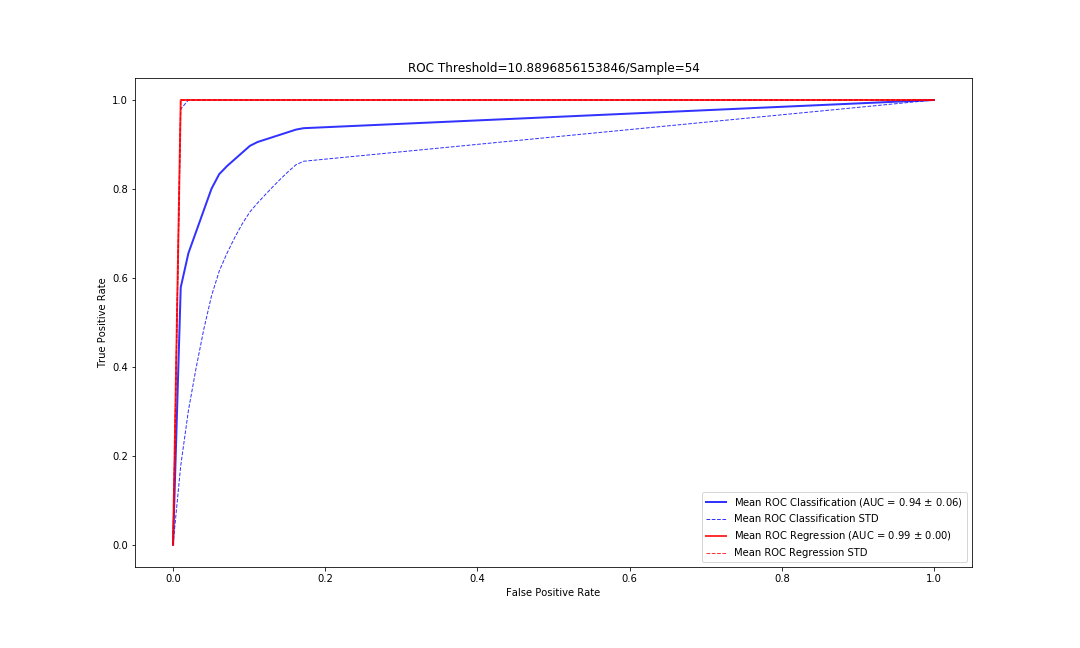 ROC Threshold=10.8896856153846/Sample=54
1.0
0.8
0.6
0.4
0.2
0.0
True Positive Rate
Mean ROC Classification (AUC = 0.94 ± 0.06)
Mean ROC Classification STD
Mean ROC Regression (AUC = 0.99 ± 0.00)
Mean ROC Regression STD
0.0 0.2 0.4 0.6 0.8 1.0
False Positive Rate